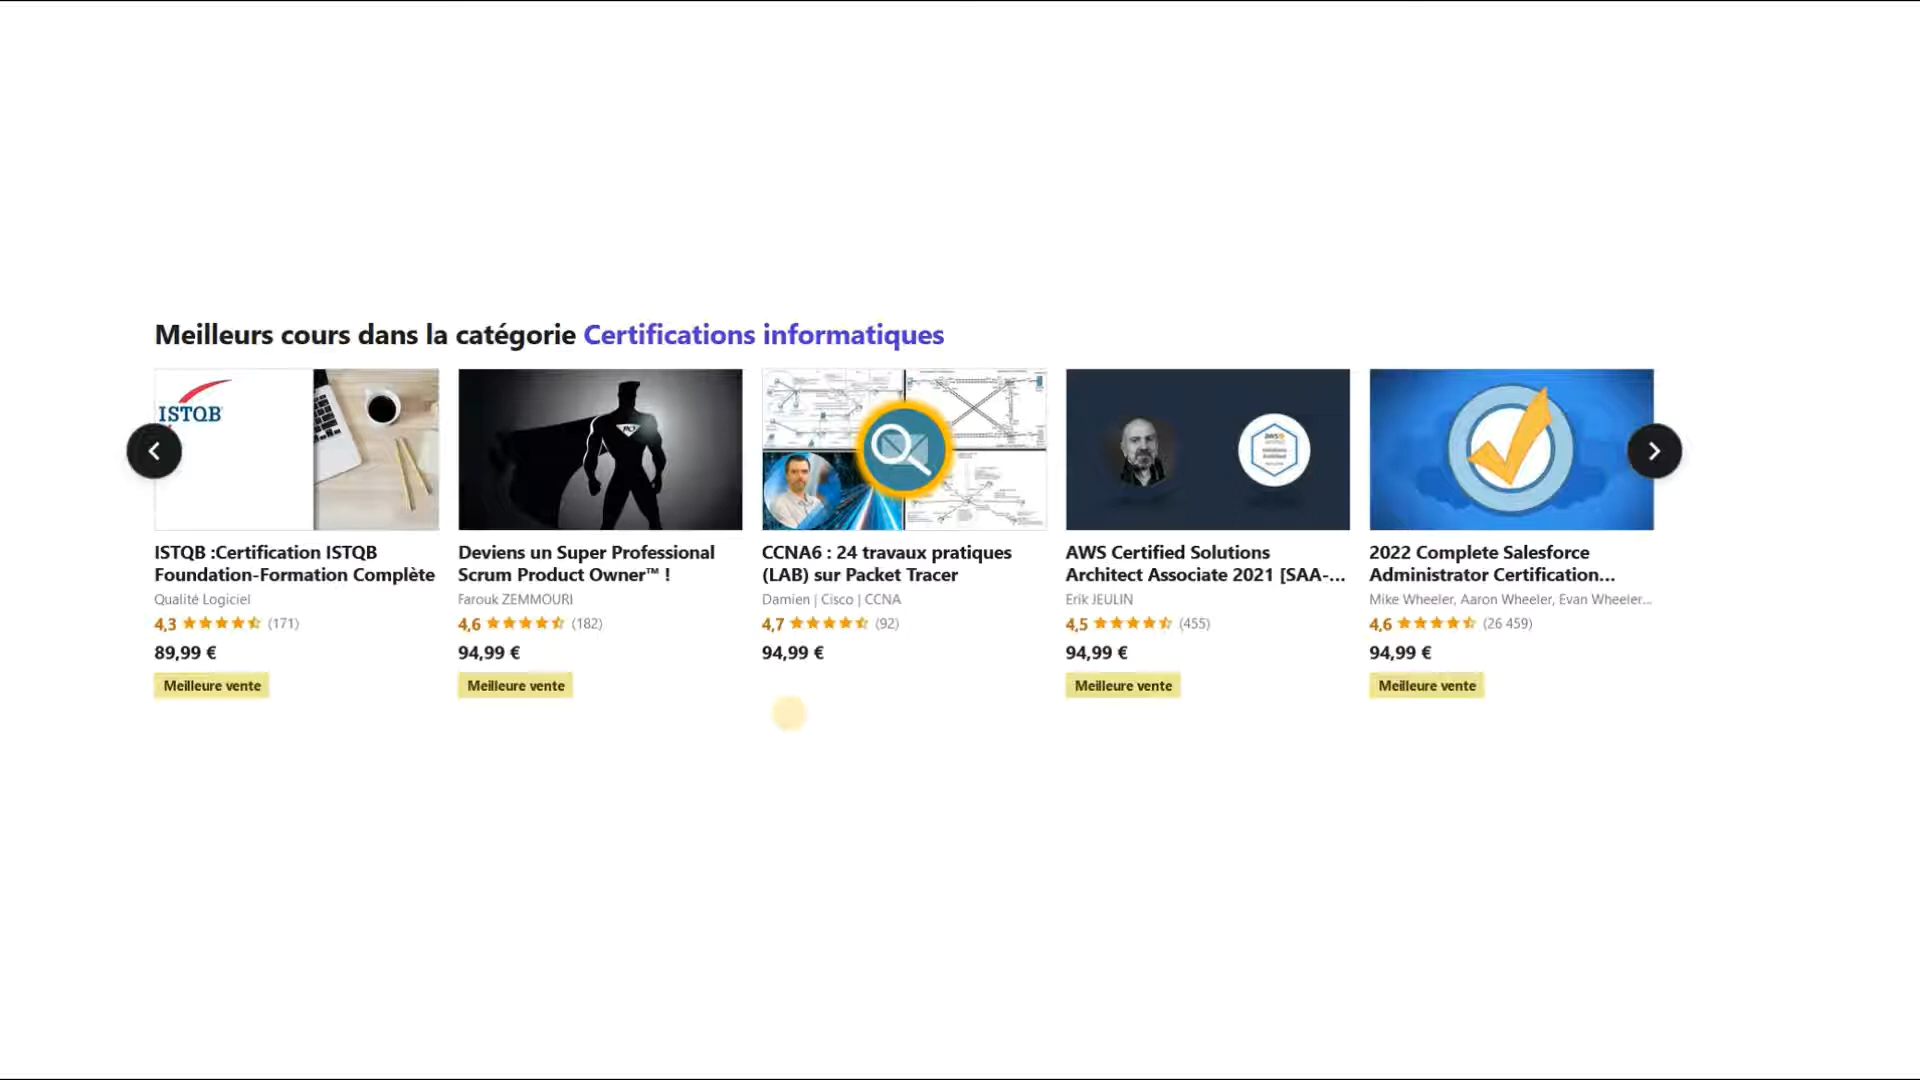 Meilleurs cours dans la catégorie Certifications informatiques
ISTQB
ISTQB :Certification ISTQB
Foundation-Formation Complète
Qualité Logiciel
4,3 (171)
89,99 €
Meilleure vente
Deviens un Super Professional
Scrum Product Owner™ !
Farouk ZEMMOURI
4,6 (182)
94,99 €
Meilleure vente
CCNA6 : 24 travaux pratiques
(LAB) sur Packet Tracer
Damien | Cisco | CCNA
4,7 (92)
94,99 €
aws
AWS Certified Solutions
Architect Associate 2021 [SAA-...
Erik JEULIN
4,5 (455)
94,99 €
Meilleure vente
2022 Complete Salesforce
Administrator Certification...
Mike Wheeler, Aaron Wheeler, Evan Wheeler...
4,6 (26 459)
94,99 €
Meilleure vente